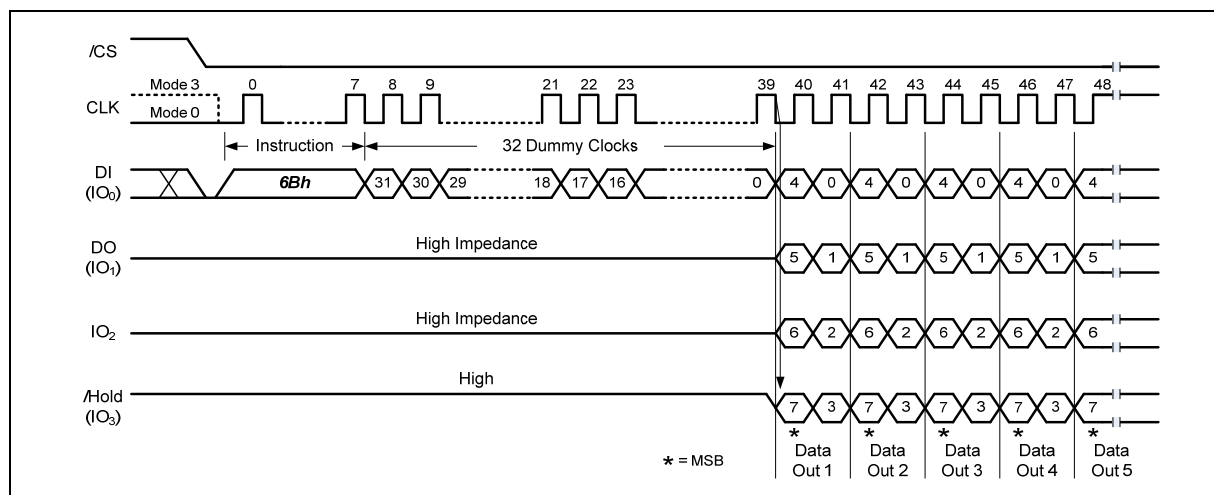 /CS
Mode 3 0 7 8 9 21 22 23 39 40 41 42 43 44 45 46 47 48
CLK
Mode 0
Instruction 32 Dummy Clocks
DI
(IO0)
6Bh 31 30 29 18 17 16 0 4 0 4 0 4 0 4 0 4
High Impedance
DO
(IO1)
5 1 5 1 5 1 5 1 5
High Impedance
IO2
6 2 6 2 6 2 6 2 6
High
/Hold
(IO3)
7 3 7 3 7 3 7 3 7
* * * * *
* = MSB
Data Out 1
Data Out 2
Data Out 3
Data Out 4
Data Out 5